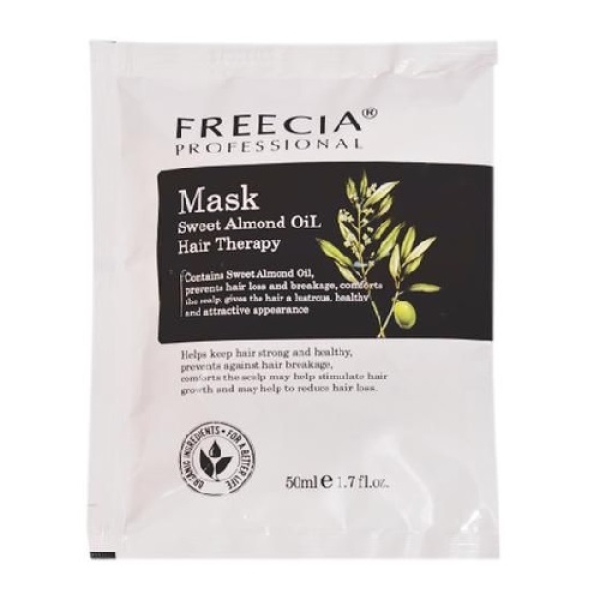 FREECIA®
PROFESSIONAL
Mask
Sweet Almond OiL
Hair Therapy
Contains Sweet Almond Oil,
prevents hair loss and breakage, comforts
the scalp, gives the hair a lustrous, healthy
and attractive appearance
Helps keep hair strong and healthy,
prevents against hair breakage,
comforts the scalp may help stimulate hair
growth and may help to reduce hair loss.
ORGANIC INGREDIENTS • FOR A BETTER LIFE
50ml e 1.7 fl.oz.